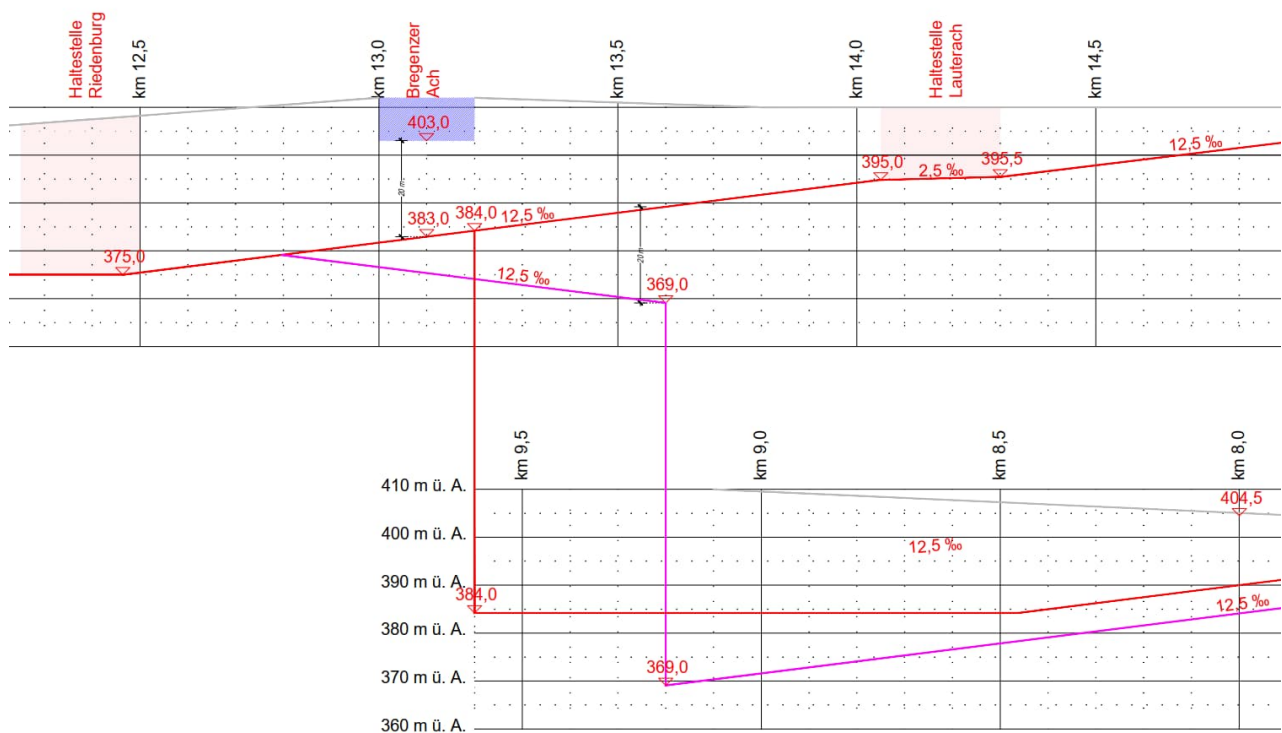 Haltestelle
Riedenburg
km 12,5
km 13,0
Bregenzer
Ach
km 13,5
km 14,0
Haltestelle
Lauterach
km 14,5
403,0
20 m
375,0
383,0
384,0
12,5 ‰
12,5 ‰
20 m
369,0
395,0
2,5 ‰
395,5
12,5 ‰
km 9,5
km 9,0
km 8,5
km 8,0
410 m ü. A.
400 m ü. A.
390 m ü. A.
384,0
380 m ü. A.
370 m ü. A.
360 m ü. A.
369,0
12,5 ‰
404,5
12,5 ‰